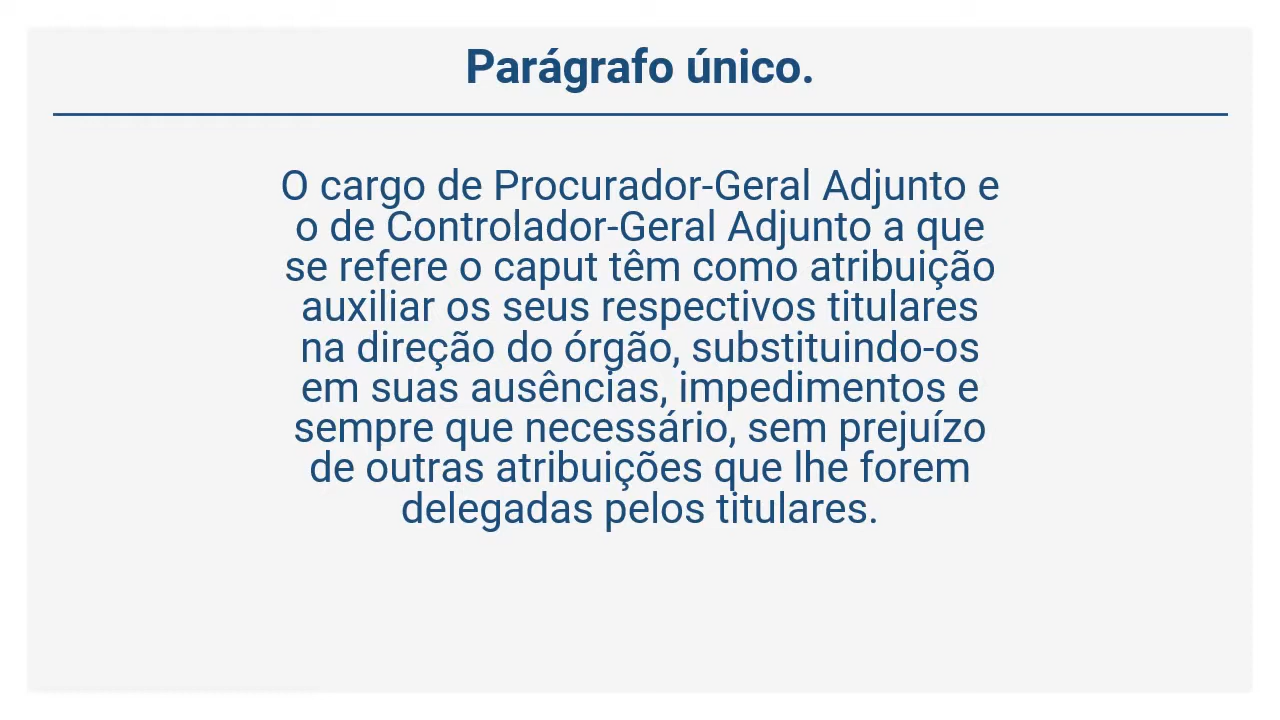 Parágrafo único.
O cargo de Procurador-Geral Adjunto e
o de Controlador-Geral Adjunto a que
se refere o caput têm como atribuição
auxiliar os seus respectivos titulares
na direção do órgão, substituindo-os
em suas ausências, impedimentos e
sempre que necessário, sem prejuízo
de outras atribuições que lhe forem
delegadas pelos titulares.